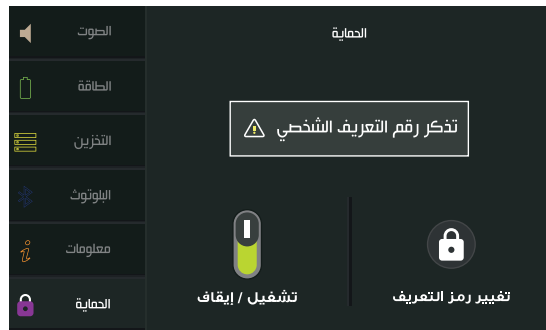 الصوت
الطاقة
التخزين
البلوتوث
معلومات
الحماية
الحماية
تذكر رقم التعريف الشخصي
تغيير رمز التعريف
تشغيل / إيقاف